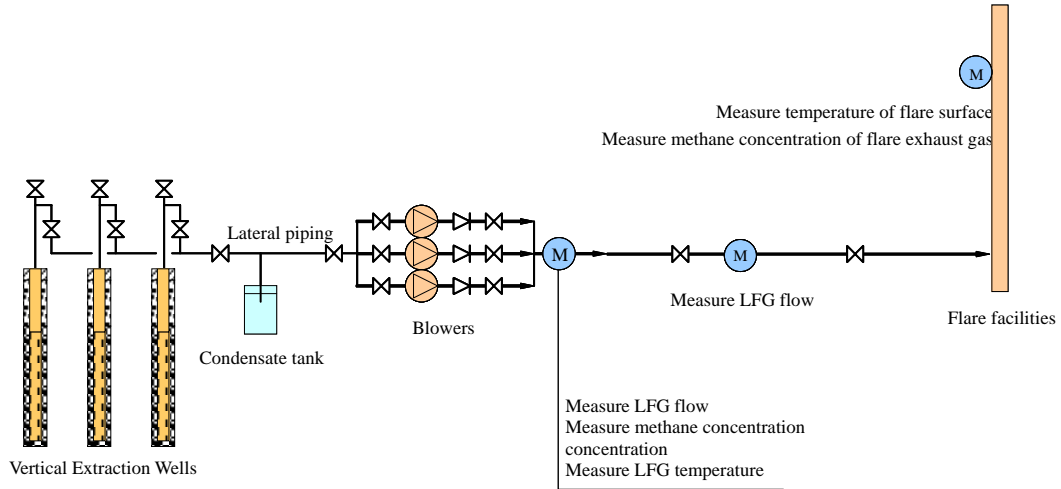 M
Measure temperature of flare surface
Measure methane concentration of flare exhaust gas
Lateral piping
M
M
Measure LFG flow
Flare facilities
Blowers
Condensate tank
Measure LFG flow
Measure methane concentration
concentration
Measure LFG temperature
Vertical Extraction Wells